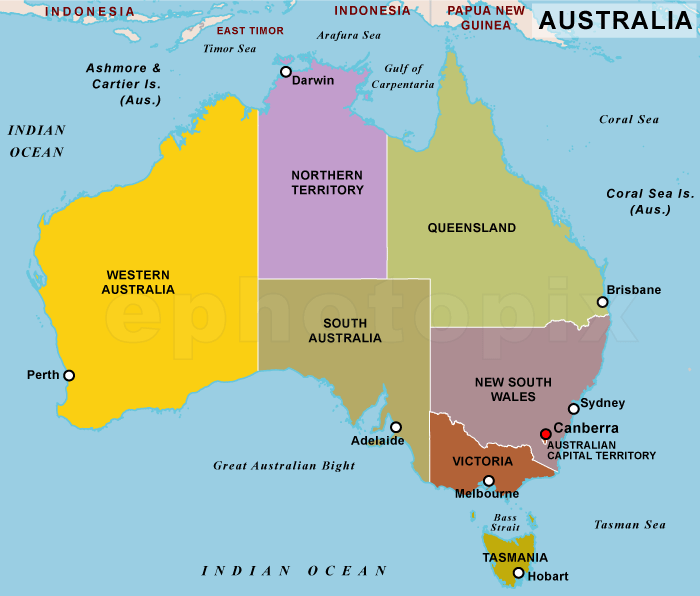 INDONESIA
INDONESIA
PAPUA NEW
GUINEA
AUSTRALIA
EAST TIMOR
Timor Sea
Arafura Sea
Ashmore &
Cartier Is.
(Aus.)
Darwin
Gulf of
Carpentaria
INDIAN
OCEAN
Coral Sea
NORTHERN
TERRITORY
Coral Sea Is.
(Aus.)
QUEENSLAND
WESTERN
AUSTRALIA
Brisbane
ephotopix
SOUTH
AUSTRALIA
Perth
NEW SOUTH
WALES
Sydney
Canberra
Adelaide
AUSTRALIAN
CAPITAL TERRITORY
Great Australian Bight
VICTORIA
Melbourne
Bass
Strait
Tasman Sea
TASMANIA
INDIAN OCEAN
Hobart